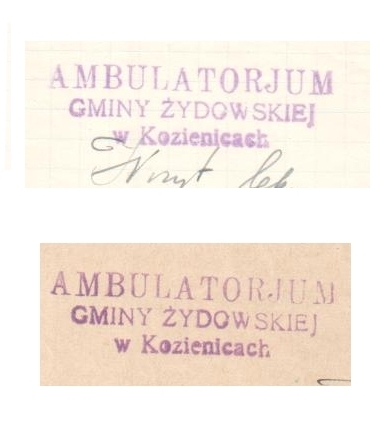 AMBULATORJUM
GMINY ŻYDOWSKIEJ
w Kozienicach
AMBULATORJUM
GMINY ŻYDOWSKIEJ
w Kozienicach